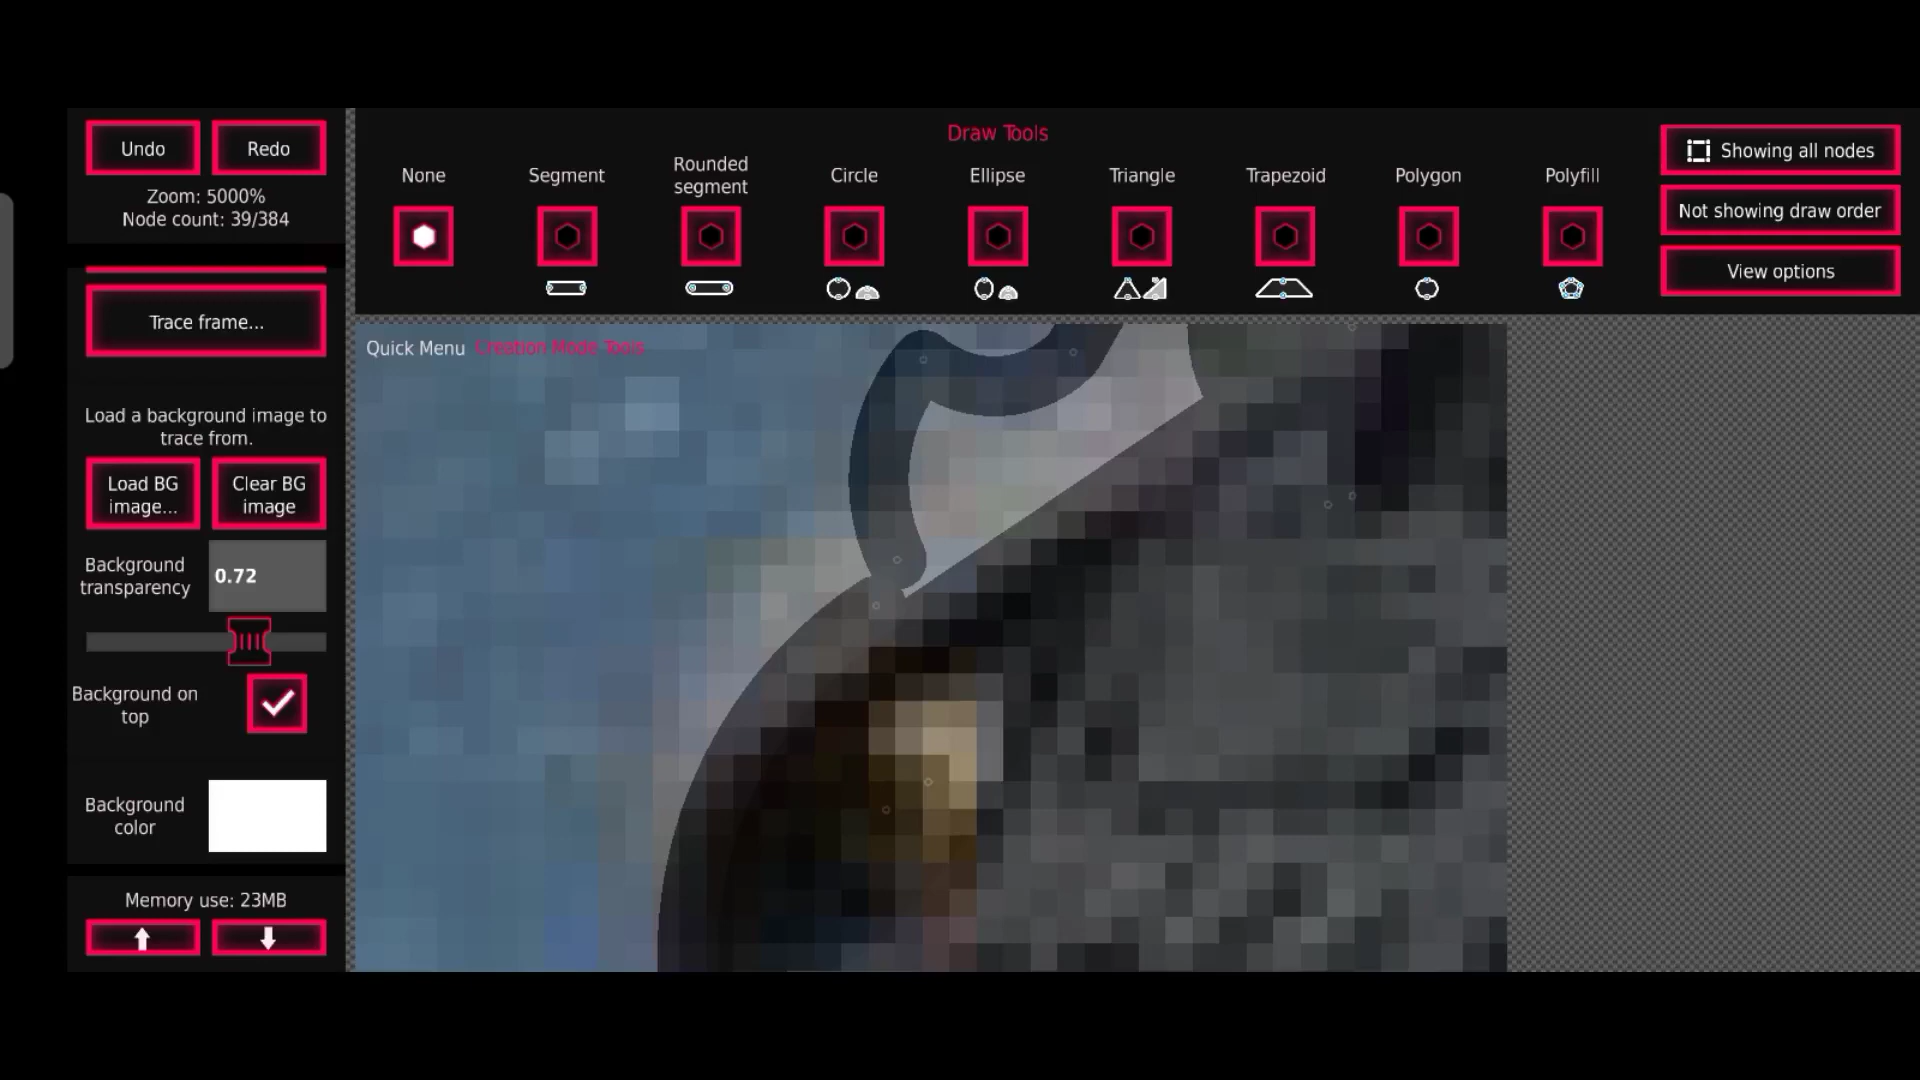 Undo
Redo
Zoom: 5000%
Node count: 39/384
Trace frame...
Load a background image to
trace from.
Load BG
image...
Clear BG
image
Background
transparency
0.72
Background on
top
Background
color
Memory use: 23MB
Draw Tools
None
Segment
Rounded
segment
Circle
Ellipse
Triangle
Trapezoid
Polygon
Polyfill
Showing all nodes
Not showing draw order
View options
Quick Menu
Creation Mode Tools